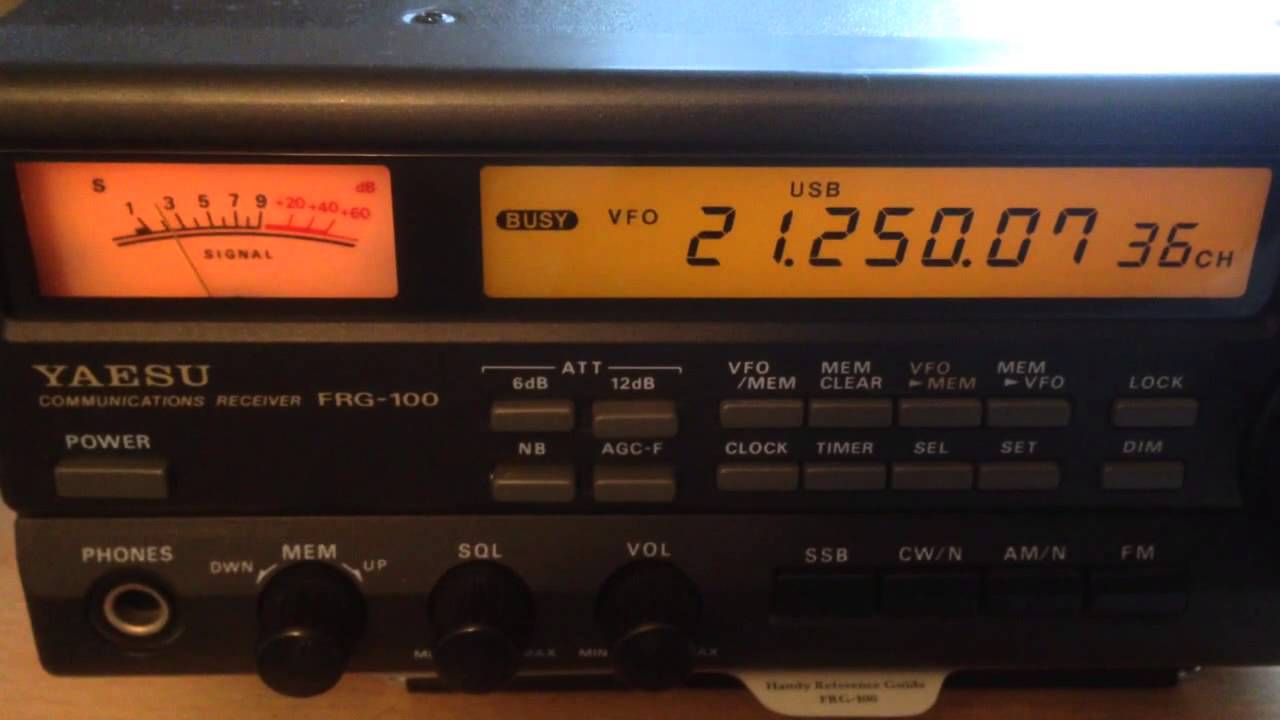 S dB
1 3 5 7 9 +20 +40 +60
SIGNAL
USB
BUSY VFO 21.250.07 36CH
YAESU
COMMUNICATIONS RECEIVER FRG-100
POWER
ATT
6dB 12dB
NB AGC-F
VFO /MEM
MEM CLEAR
VFO ►MEM
MEM ►VFO
LOCK
CLOCK TIMER SEL SET DIM
PHONES
DWN MEM UP
SQL
VOL
MIN
SSB CW/N AM/N FM
Handy Reference Guide
FRG-100